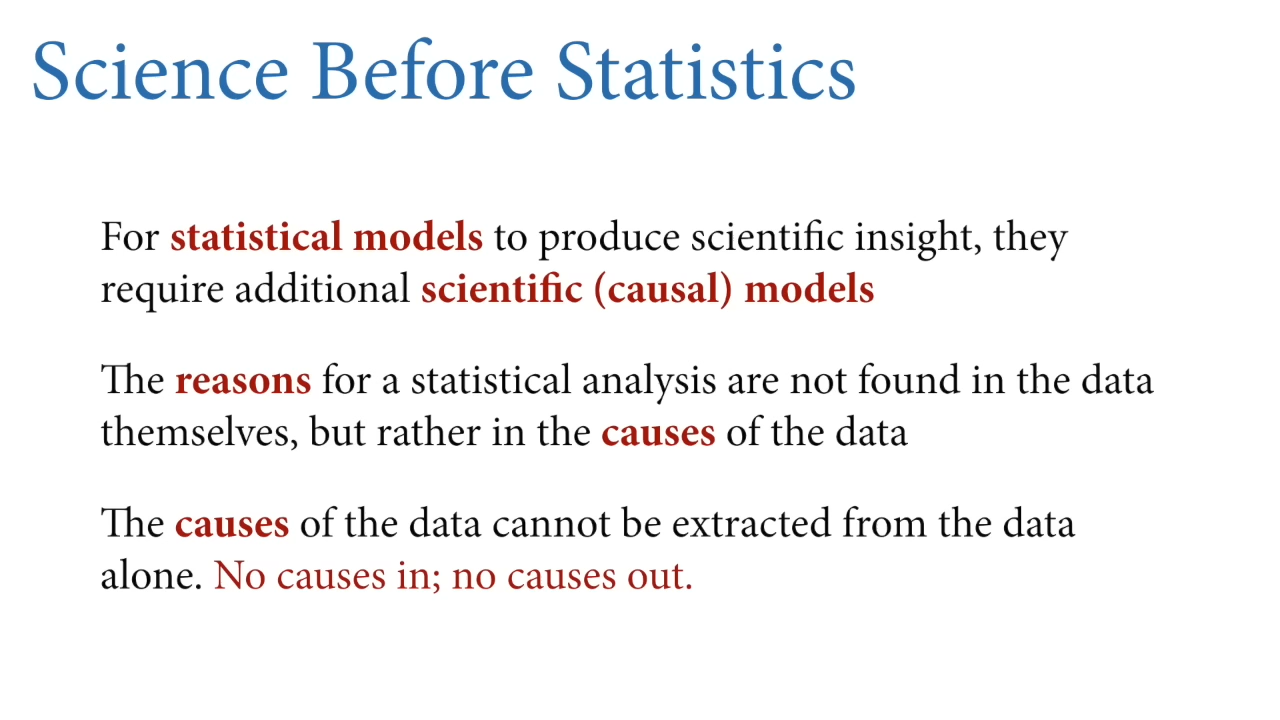 Science Before Statistics
For statistical models to produce scientific insight, they
require additional scientific (causal) models
The reasons for a statistical analysis are not found in the data
themselves, but rather in the causes of the data
The causes of the data cannot be extracted from the data
alone. No causes in; no causes out.